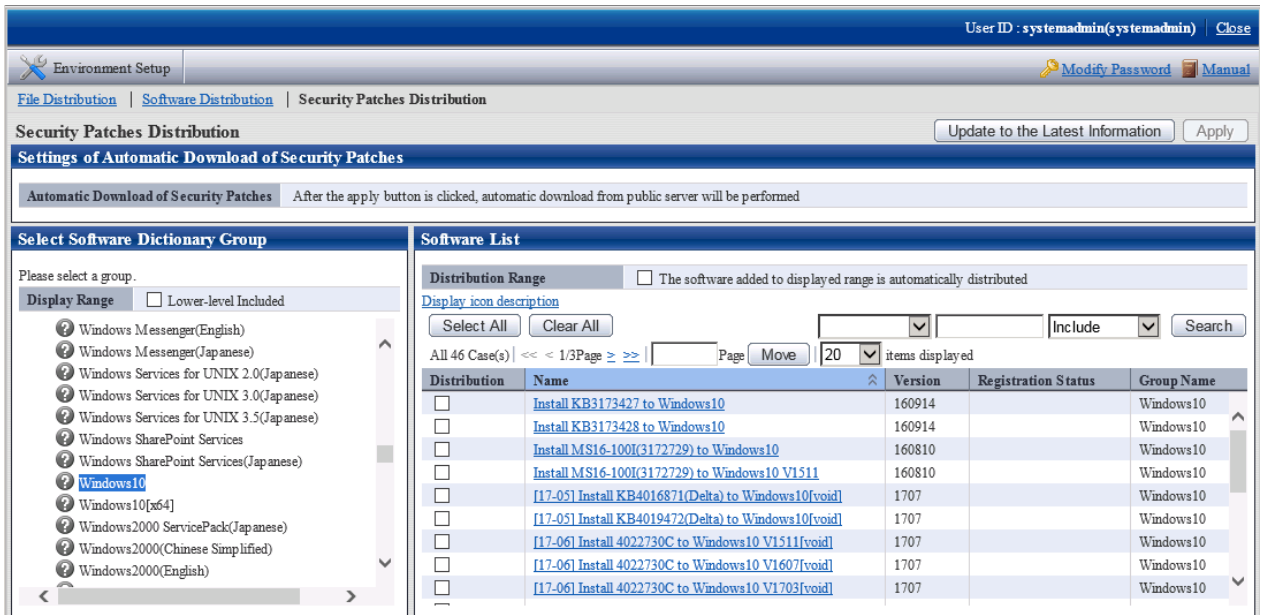 User ID : systemadmin(systemadmin) Close
Environment Setup Modify Password Manual
File Distribution | Software Distribution | Security Patches Distribution
Security Patches Distribution Update to the Latest Information Apply
Settings of Automatic Download of Security Patches
Automatic Download of Security Patches After the apply button is clicked, automatic download from public server will be performed
Select Software Dictionary Group
Please select a group.
Display Range Lower-level Included
Windows Messenger(English)
Windows Messenger(Japanese)
Windows Services for UNIX 2.0(Japanese)
Windows Services for UNIX 3.0(Japanese)
Windows Services for UNIX 3.5(Japanese)
Windows SharePoint Services
Windows SharePoint Services(Japanese)
Windows10
Windows10[x64]
Windows2000 ServicePack(Japanese)
Windows2000(Chinese Simplified)
Windows2000(English)
Software List
Distribution Range The software added to displayed range is automatically distributed
Display icon description
Select All Clear All Include Search
All 46 Case(s) | << < 1/3Page > >> | Page Move | 20 items displayed
Distribution Name Version Registration Status Group Name
Install KB3173427 to Windows10 160914 Windows10
Install KB3173428 to Windows10 160914 Windows10
Install MS16-100I(3172729) to Windows10 160810 Windows10
Install MS16-100I(3172729) to Windows10 V1511 160810 Windows10
[17-05] Install KB4016871(Delta) to Windows10[void] 1707 Windows10
[17-05] Install KB4019472(Delta) to Windows10[void] 1707 Windows10
[17-06] Install 4022730C to Windows10 V1511[void] 1707 Windows10
[17-06] Install 4022730C to Windows10 V1607[void] 1707 Windows10
[17-06] Install 4022730C to Windows10 V1703[void] 1707 Windows10